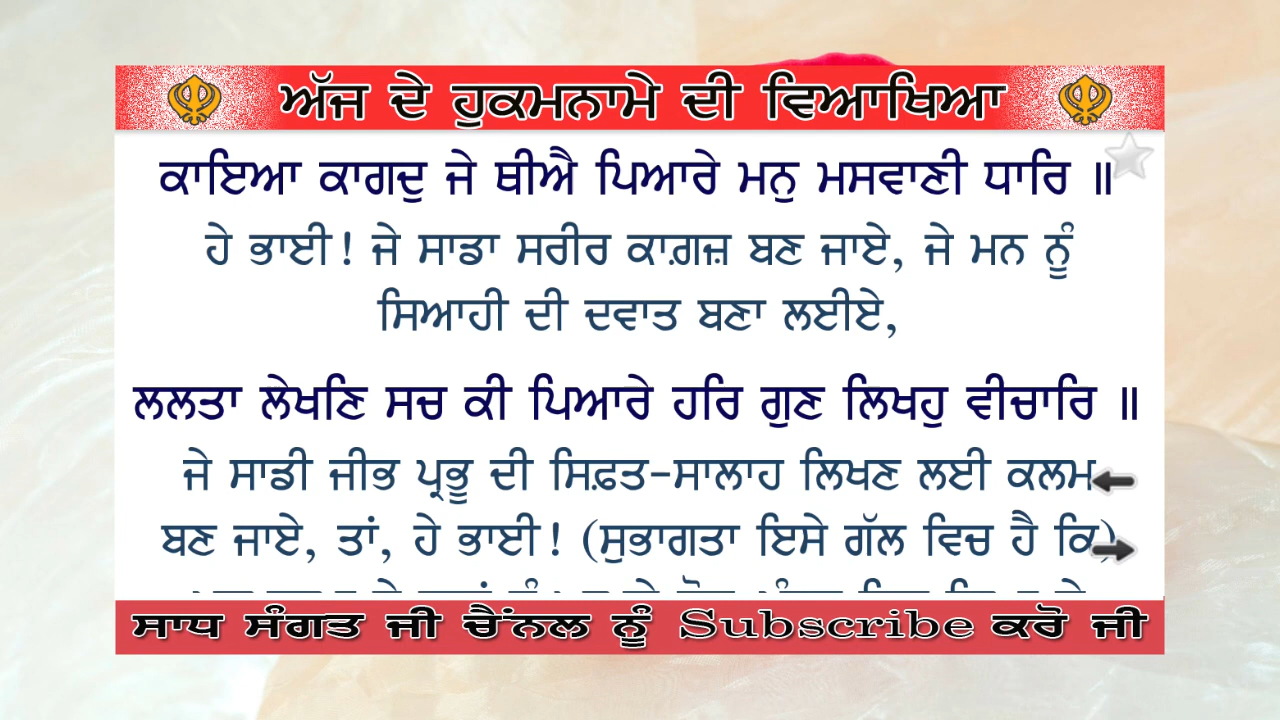 ਅੱਜ ਦੇ ਹੁਕਮਨਾਮੇ ਦੀ ਵਿਆਖਿਆ
ਕਾਇਆ ਕਾਗਦੁ ਜੇ ਥੀਐ ਪਿਆਰੇ ਮਨੁ ਮਸਵਾਣੀ ਧਾਰਿ ॥
ਹੇ ਭਾਈ! ਜੇ ਸਾਡਾ ਸਰੀਰ ਕਾਗ਼ਜ਼ ਬਣ ਜਾਏ, ਜੇ ਮਨ ਨੂੰ
ਸਿਆਹੀ ਦੀ ਦਵਾਤ ਬਣਾ ਲਈਏ,
ਲਲਤਾ ਲੇਖਣਿ ਸਚ ਕੀ ਪਿਆਰੇ ਹਰਿ ਗੁਣ ਲਿਖਹੁ ਵੀਚਾਰਿ ॥
ਜੇ ਸਾਡੀ ਜੀਭ ਪ੍ਰਭੂ ਦੀ ਸਿਫ਼ਤ-ਸਾਲਾਹ ਲਿਖਣ ਲਈ ਕਲਮ
ਬਣ ਜਾਏ, ਤਾਂ, ਹੇ ਭਾਈ! (ਸੁਭਾਗਤਾ ਇਸੇ ਗੱਲ ਵਿਚ ਹੈ ਕਿ)
ਸਾਧ ਸੰਗਤ ਜੀ ਚੈਂਨਲ ਨੂੰ Subscribe ਕਰੋ ਜੀ